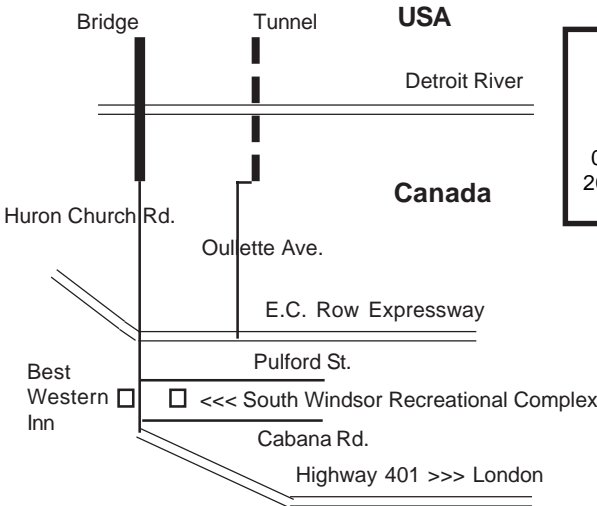 Bridge
Tunnel
USA
Detroit River
Canada
Huron Church Rd.
Oullette Ave.
E.C. Row Expressway
Pulford St.
Best
Western
Inn
<<< South Windsor Recreational Complex
Cabana Rd.
Highway 401 >>> London